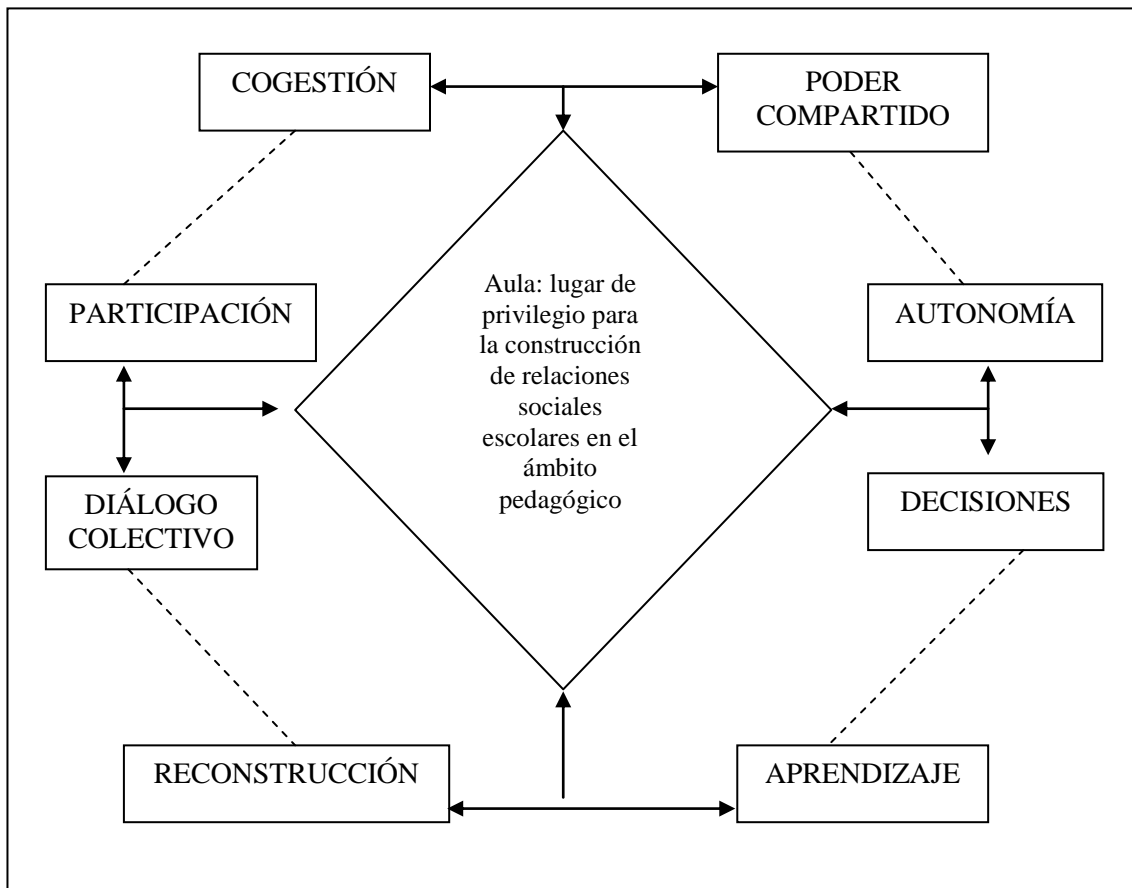 COGESTIÓN
PODER
COMPARTIDO
Aula: lugar de
privilegio para
la construcción
de relaciones
sociales
escolares en el
ámbito
pedagógico
PARTICIPACIÓN
AUTONOMÍA
DIÁLOGO
COLECTIVO
DECISIONES
RECONSTRUCCIÓN
APRENDIZAJE